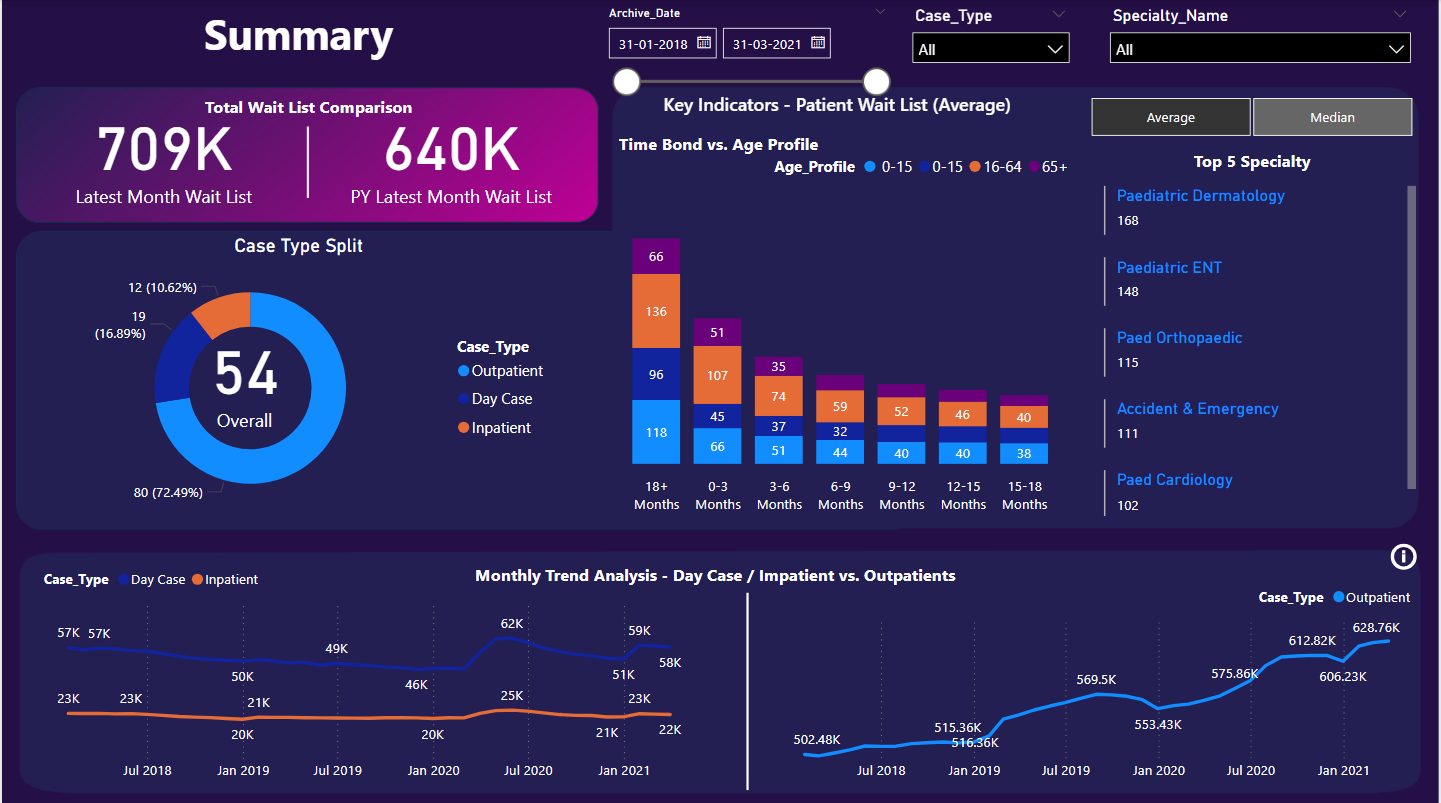 Summary
Archive_Date
31-01-2018
31-03-2021
Case_Type
All
Specialty_Name
All
Total Wait List Comparison
709K
Latest Month Wait List
640K
PY Latest Month Wait List
Case Type Split
12 (10.62%)
19
(16.89%)
54
Overall
80 (72.49%)
Case_Type
Outpatient
Day Case
Inpatient
Key Indicators - Patient Wait List (Average)
Time Bond vs. Age Profile
Age_Profile 0-15 0-15 16-64 65+
66
136
96
118
51
107
45
66
35
74
37
51
59
32
44
52
40
46
40
40
38
18+
Months
0-3
Months
3-6
Months
6-9
Months
9-12
Months
12-15
Months
15-18
Months
Average
Median
Top 5 Specialty
Paediatric Dermatology
168
Paediatric ENT
148
Paed Orthopaedic
115
Accident & Emergency
111
Paed Cardiology
102
Monthly Trend Analysis - Day Case / Impatient vs. Outpatients
Case_Type Day Case Inpatient
57K 57K
50K
49K
46K
62K
51K
59K
58K
23K
23K
20K
21K
20K
25K
21K
23K
22K
Jul 2018 Jan 2019 Jul 2019 Jan 2020 Jul 2020 Jan 2021
Case_Type Outpatient
502.48K
515.36K
516.36K
569.5K
553.43K
575.86K
612.82K
606.23K
628.76K
Jul 2018 Jan 2019 Jul 2019 Jan 2020 Jul 2020 Jan 2021